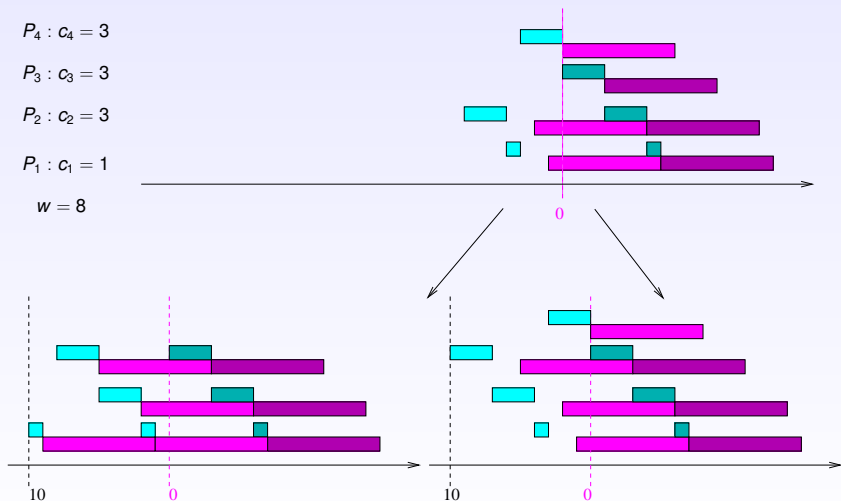 P₄ : c₄ = 3
P₃ : c₃ = 3
P₂ : c₂ = 3
P₁ : c₁ = 1
w = 8
0
10 0 10 0